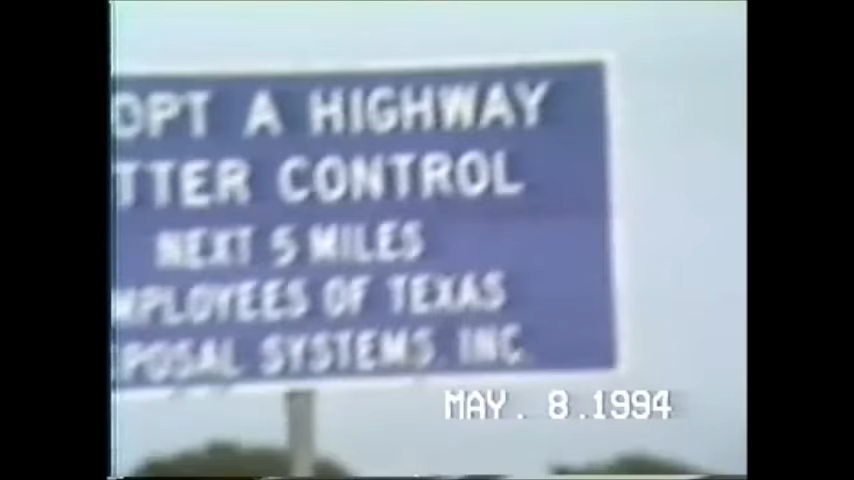 OPT A HIGHWAY
TTER CONTROL
NEXT 5 MILES
MPLOYEES OF TEXAS
POSAL SYSTEMS, INC.
MAY. 8.1994